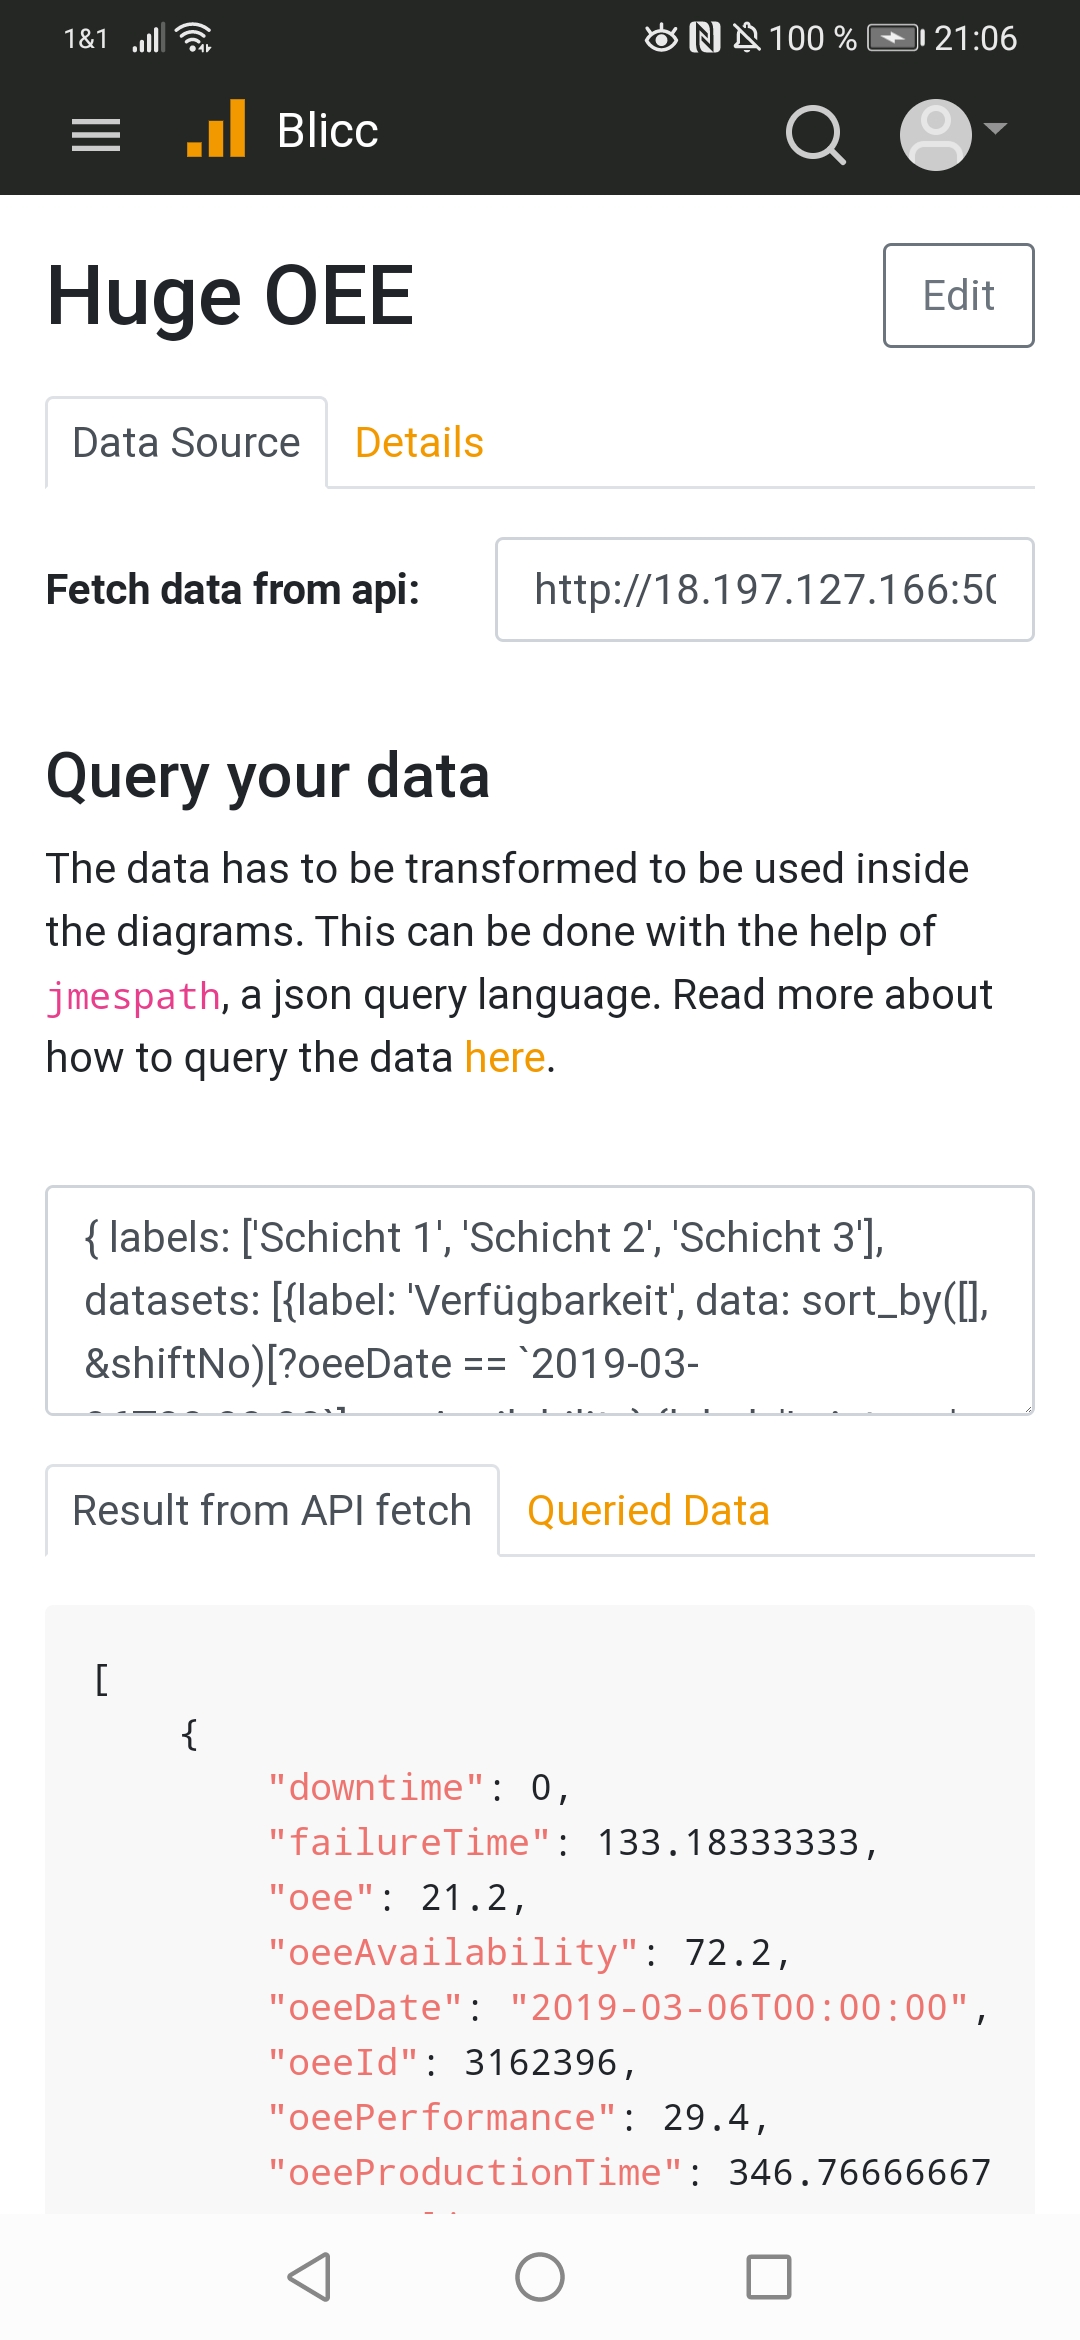 1&1 100 % 21:06
Blicc
Huge OEE
Edit
Data Source Details
Fetch data from api: http://18.197.127.166:50
Query your data
The data has to be transformed to be used inside
the diagrams. This can be done with the help of
jmespath, a json query language. Read more about
how to query the data here.
{ labels: ['Schicht 1', 'Schicht 2', 'Schicht 3'],
datasets: [{label: 'Verfügbarkeit', data: sort_by([],
&shiftNo)[?oeeDate == `2019-03-
Result from API fetch Queried Data
[
{
"downtime": 0,
"failureTime": 133.18333333,
"oee": 21.2,
"oeeAvailability": 72.2,
"oeeDate": "2019-03-06T00:00:00",
"oeeId": 3162396,
"oeePerformance": 29.4,
"oeeProductionTime": 346.76666667